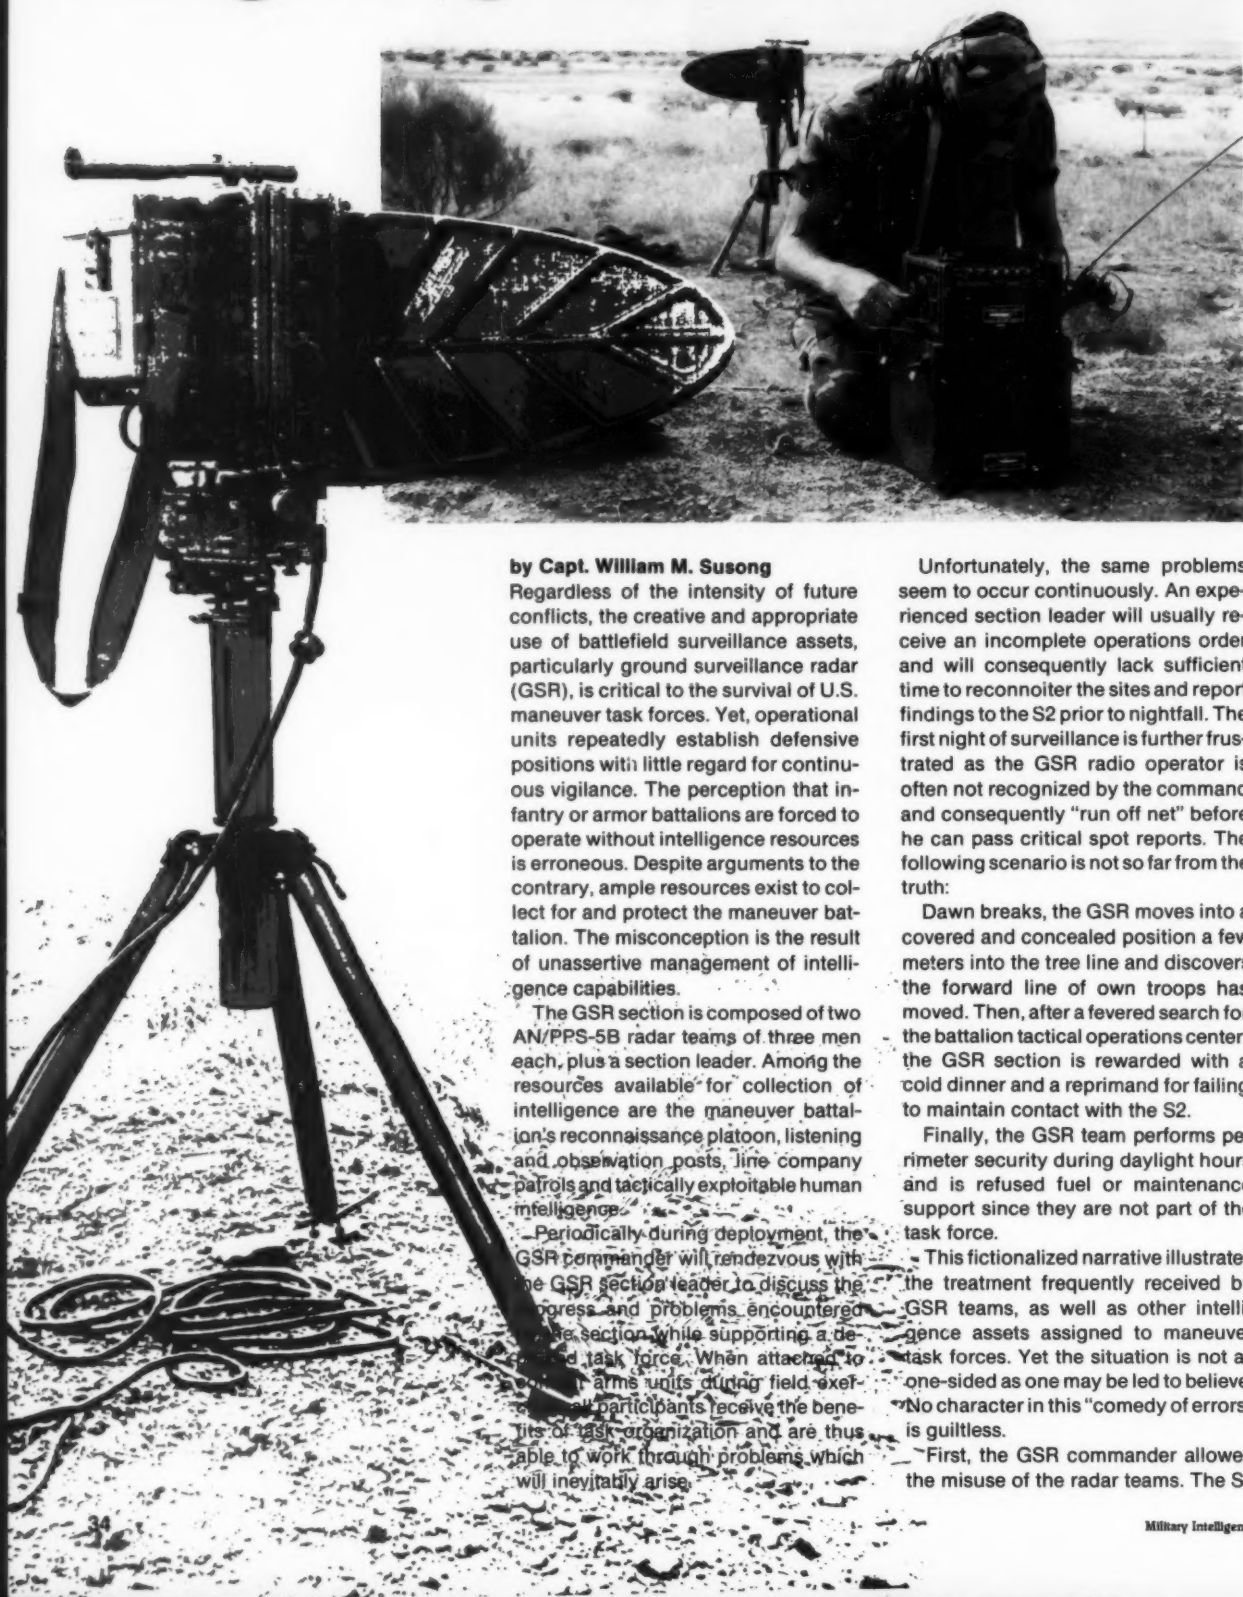 by Capt. William M. Susong
Regardless of the intensity of future
conflicts, the creative and appropriate
use of battlefield surveillance assets,
particularly ground surveillance radar
(GSR), is critical to the survival of U.S.
maneuver task forces. Yet, operational
units repeatedly establish defensive
positions with little regard for continu-
ous vigilance. The perception that in-
fantry or armor battalions are forced to
operate without intelligence resources
is erroneous. Despite arguments to the
contrary, ample resources exist to col-
lect for and protect the maneuver bat-
talion. The misconception is the result
of unassertive management of intelli-
gence capabilities.
The GSR section is composed of two
AN/PPS-5B radar teams of three men
each, plus a section leader. Among the
resources available for collection of
intelligence are the maneuver battal-
ion's reconnaissance platoon, listening
and observation posts, line company
patrols and tactically exploitable human
intelligence.
Periodically during deployment, the
GSR commander will rendezvous with
the GSR section leader to discuss the
and problems encountered
section while supporting a de-
task force. When attached to
arms units during field exer-
all participants receive the bene-
fits of task organization and are thus
able to work through problems which
will inevitably arise.
Unfortunately, the same problems
seem to occur continuously. An expe-
rienced section leader will usually re-
ceive an incomplete operations order
and will consequently lack sufficient
time to reconnoiter the sites and report
findings to the S2 prior to nightfall. The
first night of surveillance is further frus-
trated as the GSR radio operator is
often not recognized by the command
and consequently "run off net" before
he can pass critical spot reports. The
following scenario is not so far from the
truth:
Dawn breaks, the GSR moves into a
covered and concealed position a few
meters into the tree line and discovers
the forward line of own troops has
moved. Then, after a fevered search for
the battalion tactical operations center,
the GSR section is rewarded with a
cold dinner and a reprimand for failing
to maintain contact with the S2.
Finally, the GSR team performs pe
rimeter security during daylight hour
and is refused fuel or maintenance
support since they are not part of the
task force.
This fictionalized narrative illustrate
the treatment frequently received b
GSR teams, as well as other intelli
gence assets assigned to maneuve
task forces. Yet the situation is not a
one-sided as one may be led to believe
No character in this "comedy of errors
is guiltless.
First, the GSR commander allowe
the misuse of the radar teams. The S
34
Military Intelligen